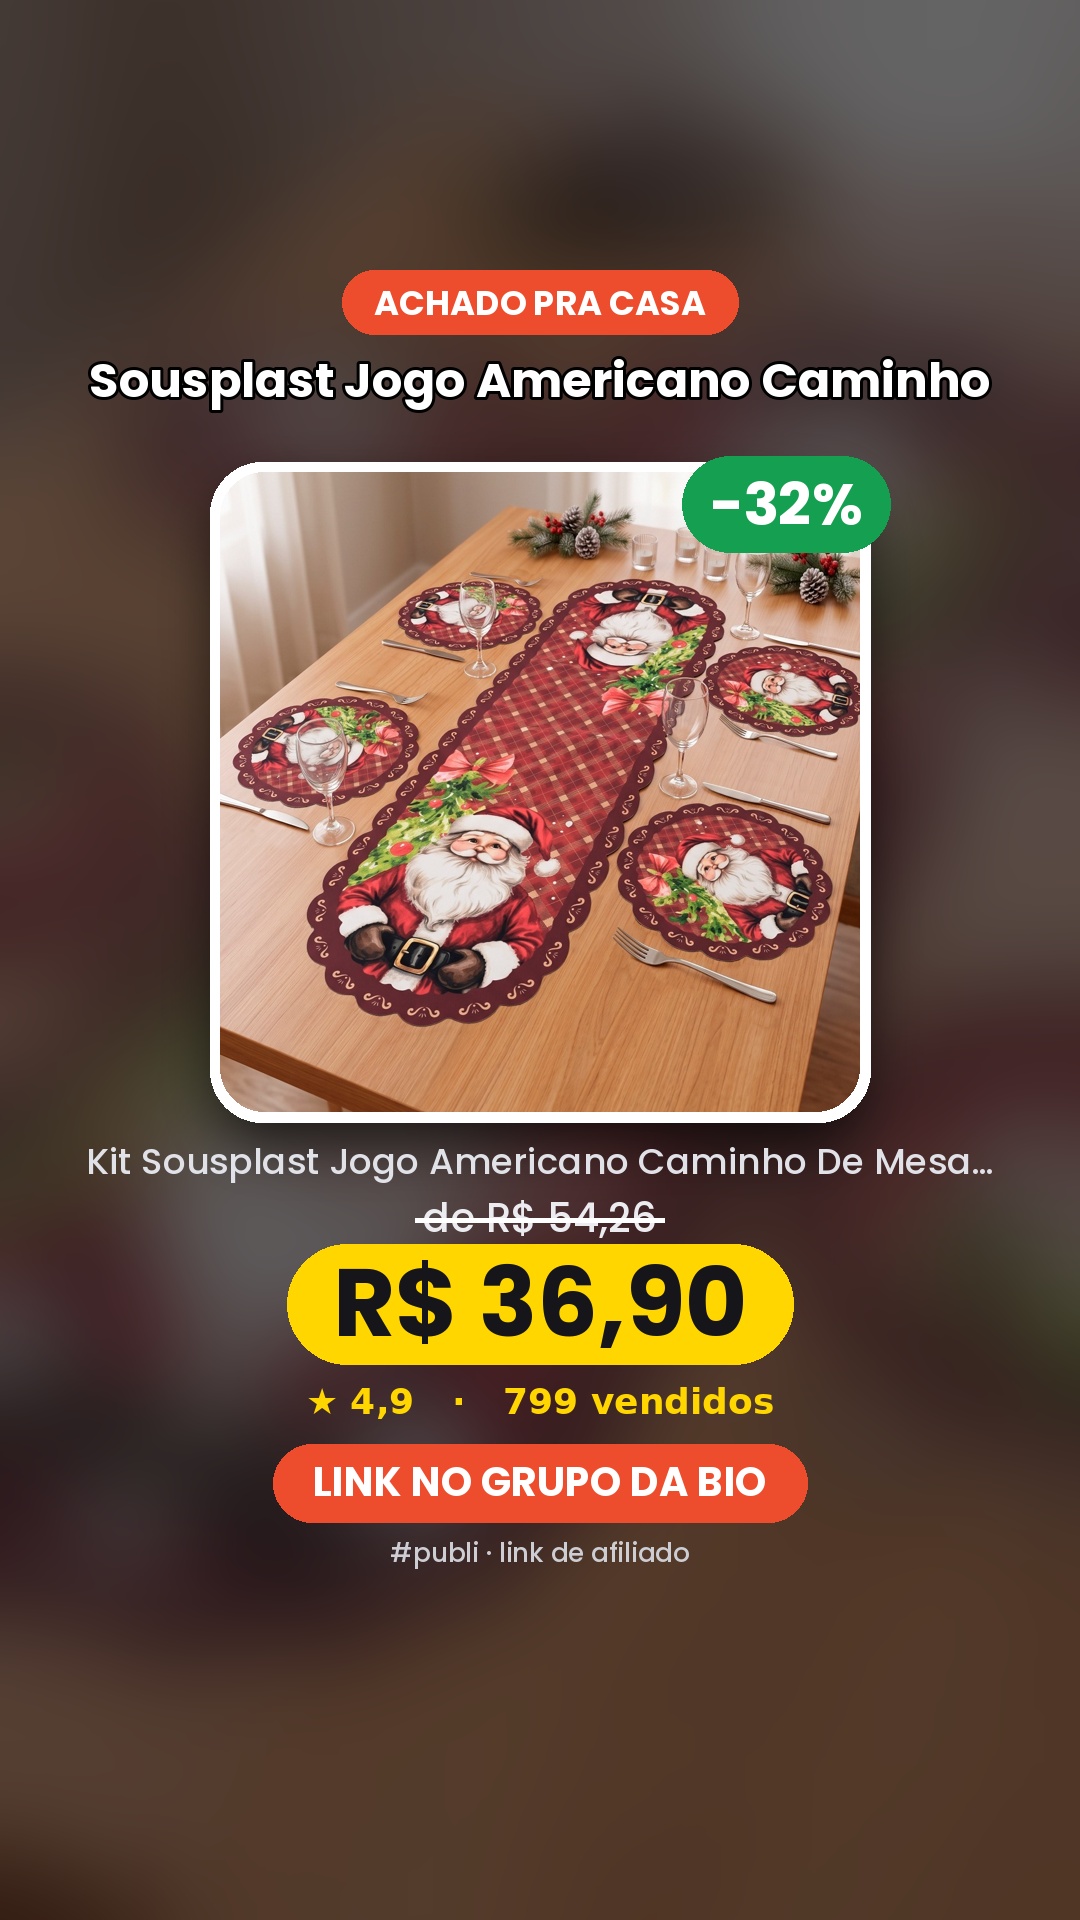 ACHADO PRA CASA
Sousplast Jogo Americano Caminho
-32%
Kit Sousplast Jogo Americano Caminho De Mesa...
de R$ 54,26
R$ 36,90
★ 4,9 · 799 vendidos
LINK NO GRUPO DA BIO
#publi · link de afiliado